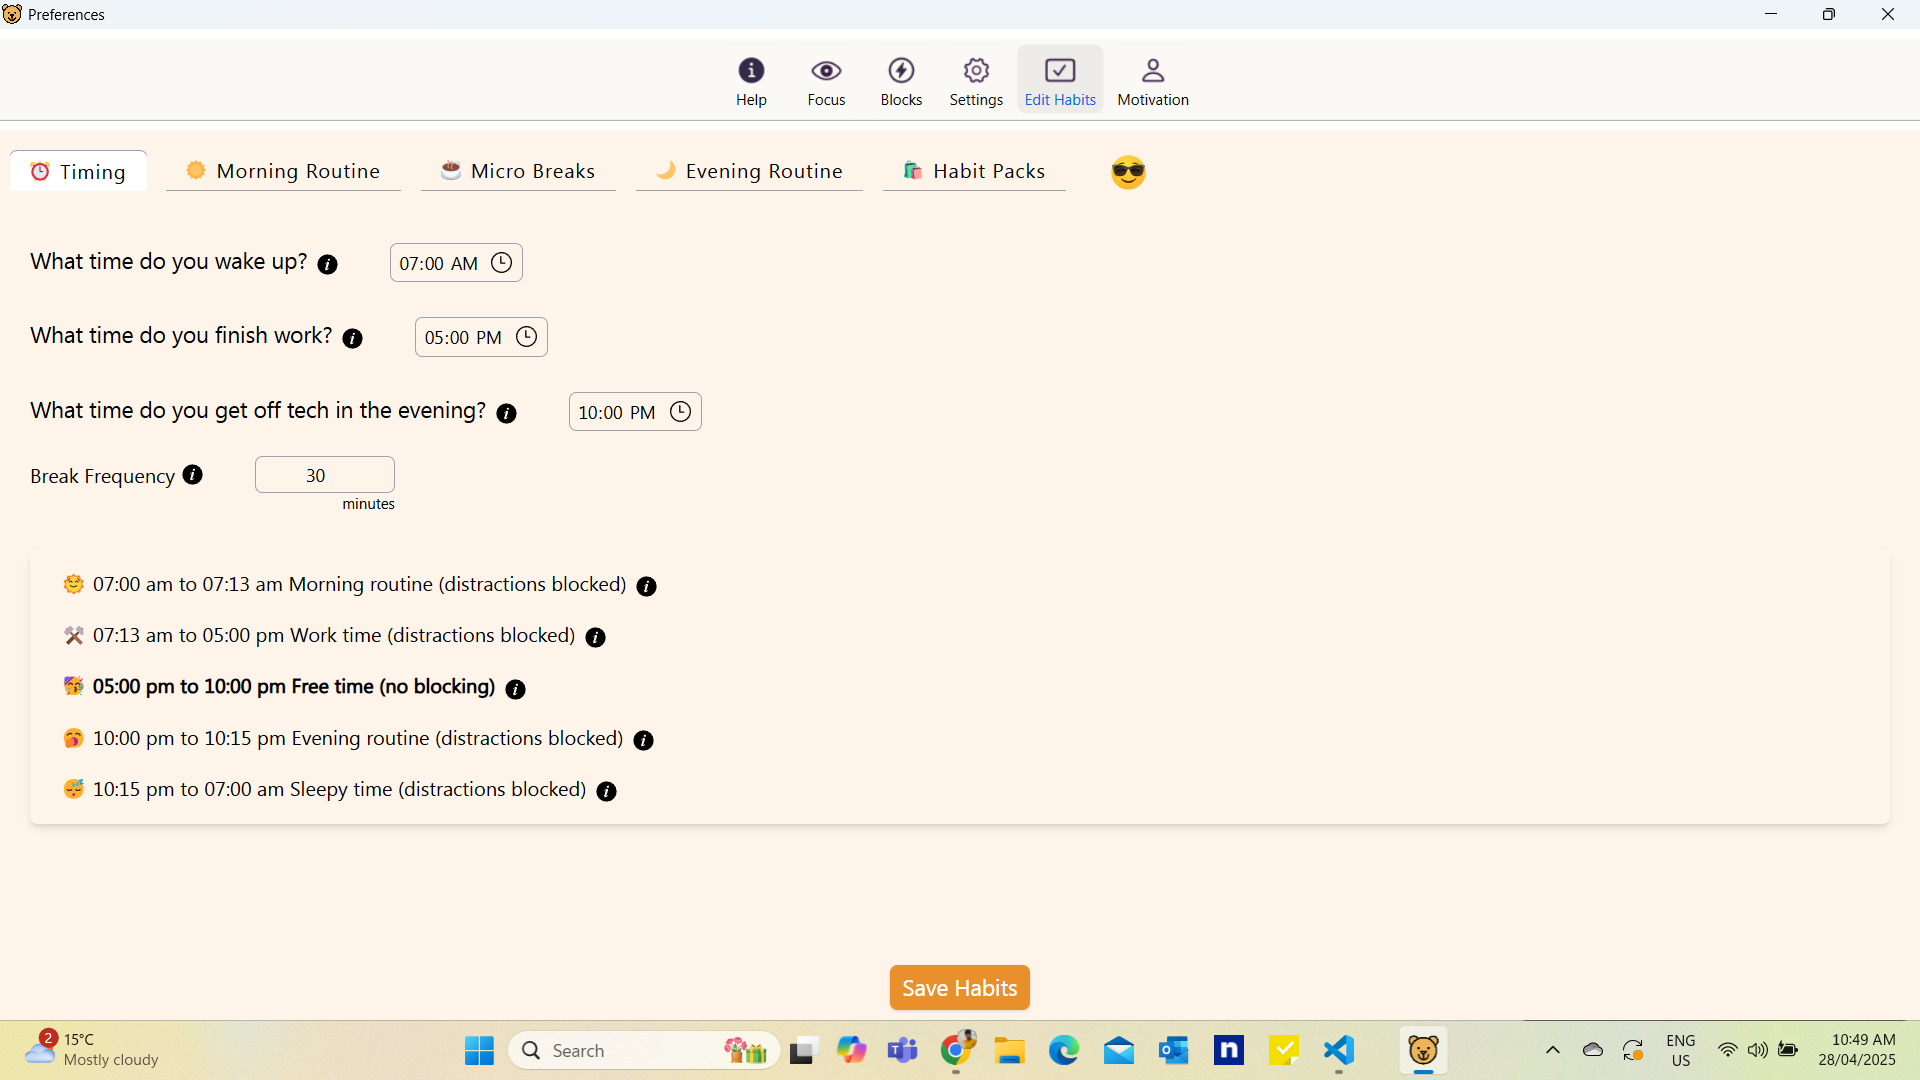 Preferences
Help
Focus
Blocks
Settings
Edit Habits
Motivation
Timing
Morning Routine
Micro Breaks
Evening Routine
Habit Packs
What time do you wake up?
07:00 AM
What time do you finish work?
05:00 PM
What time do you get off tech in the evening?
10:00 PM
Break Frequency
30
minutes
07:00 am to 07:13 am Morning routine (distractions blocked)
07:13 am to 05:00 pm Work time (distractions blocked)
05:00 pm to 10:00 pm Free time (no blocking)
10:00 pm to 10:15 pm Evening routine (distractions blocked)
10:15 pm to 07:00 am Sleepy time (distractions blocked)
Save Habits
2
15°C
Mostly cloudy
Search
n
ENG
US
10:49 AM
28/04/2025